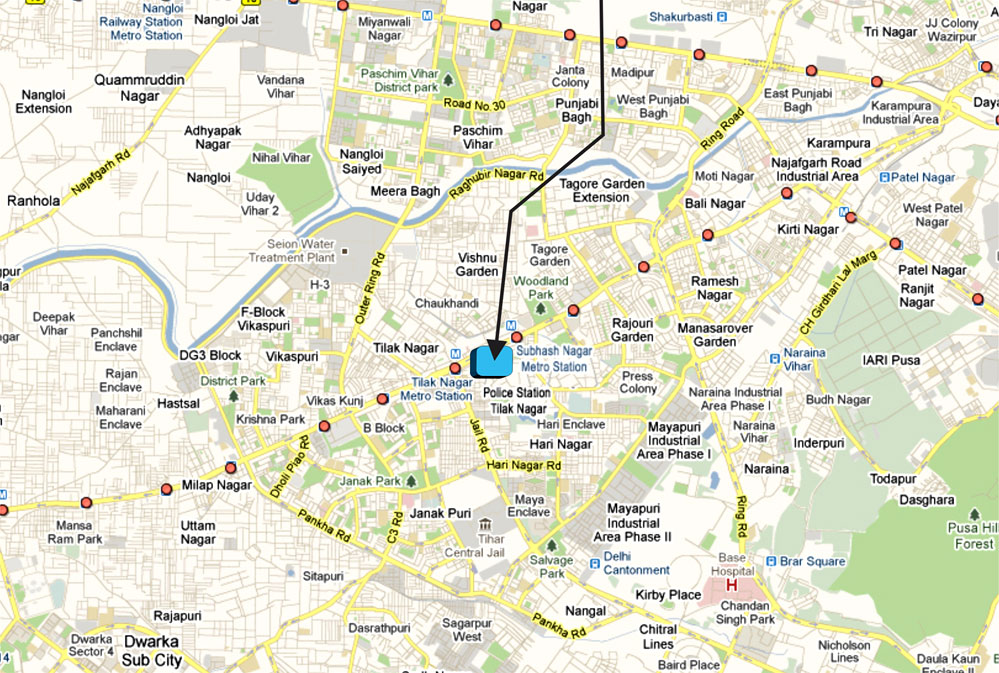 Nangloi
Railway Station
Metro Station
Nangloi Jat
Miyanwali
Nagar
M
Nagar
Shakurbasti
JJ Colony
Wazirpur
Tri Nagar
Nangloi
Extension
Quammruddin
Nagar
Vandana
Vihar
Paschim Vihar
District park
Road No.30
Janta
Colony
Madipur
Punjabi
Bagh
West Punjabi
Bagh
East Punjabi
Bagh
Karampura
Industrial Area
Daya
Adhyapak
Nagar
Paschim
Vihar
Ring Road
Karampura
Najafgarh Rd
Nihal Vihar
Nangloi
Saiyed
Najafgarh Road
Industrial Area
Nangloi
Meera Bagh
Raghubir Nagar Rd
Tagore Garden
Extension
Moti Nagar
Patel Nagar
Ranhola
Uday
Vihar 2
Bali Nagar
M
West Patel
Nagar
Kirti Nagar
Seion Water
Treatment Plant
Vishnu
Garden
Tagore
Garden
CH Girdhari Lal Marg
Patel Nagar
Ranjit
Nagar
H-3
Outer Ring Rd
Woodland
Park
Ramesh
Nagar
Deepak
Vihar
Panchshil
Enclave
F-Block
Vikaspuri
Chaukhandi
M
Rajouri
Garden
Manasarover
Garden
DG3 Block
Vikaspuri
Tilak Nagar
M
Subhash Nagar
Metro Station
Naraina
Vihar
IARI Pusa
Rajan
Enclave
District Park
Tilak Nagar
Metro Station
Police Station
Tilak Nagar
Press
Colony
Naraina Industrial
Area Phase I
Budh Nagar
Maharani
Enclave
Hastsal
Vikas Kunj
Krishna Park
B Block
Jail Rd
Hari Enclave
Hari Nagar
Mayapuri
Industrial
Area Phase I
Naraina
Vihar
Inderpuri
Dholi Piao Rd
Hari Nagar Rd
Naraina
Todapur
Milap Nagar
Janak Park
Dasghara
M
Mansa
Ram Park
Uttam
Nagar
Pankha Rd
C3 Rd
Janak Puri
Maya
Enclave
Mayapuri
Industrial
Area Phase II
Ring Rd
Pusa Hill
Forest
Tihar
Central Jail
Salvage
Park
Delhi
Cantonment
Base
Hospital
H
Brar Square
Sitapuri
Kirby Place
Chandan
Singh Park
Rajapuri
Nangal
Pankha Rd
Dwarka
Sector 4
Dwarka
Sub City
Dasrathpuri
Sagarpur
West
Chitral
Lines
Nicholson
Lines
Baird Place
Daula Kaun
14